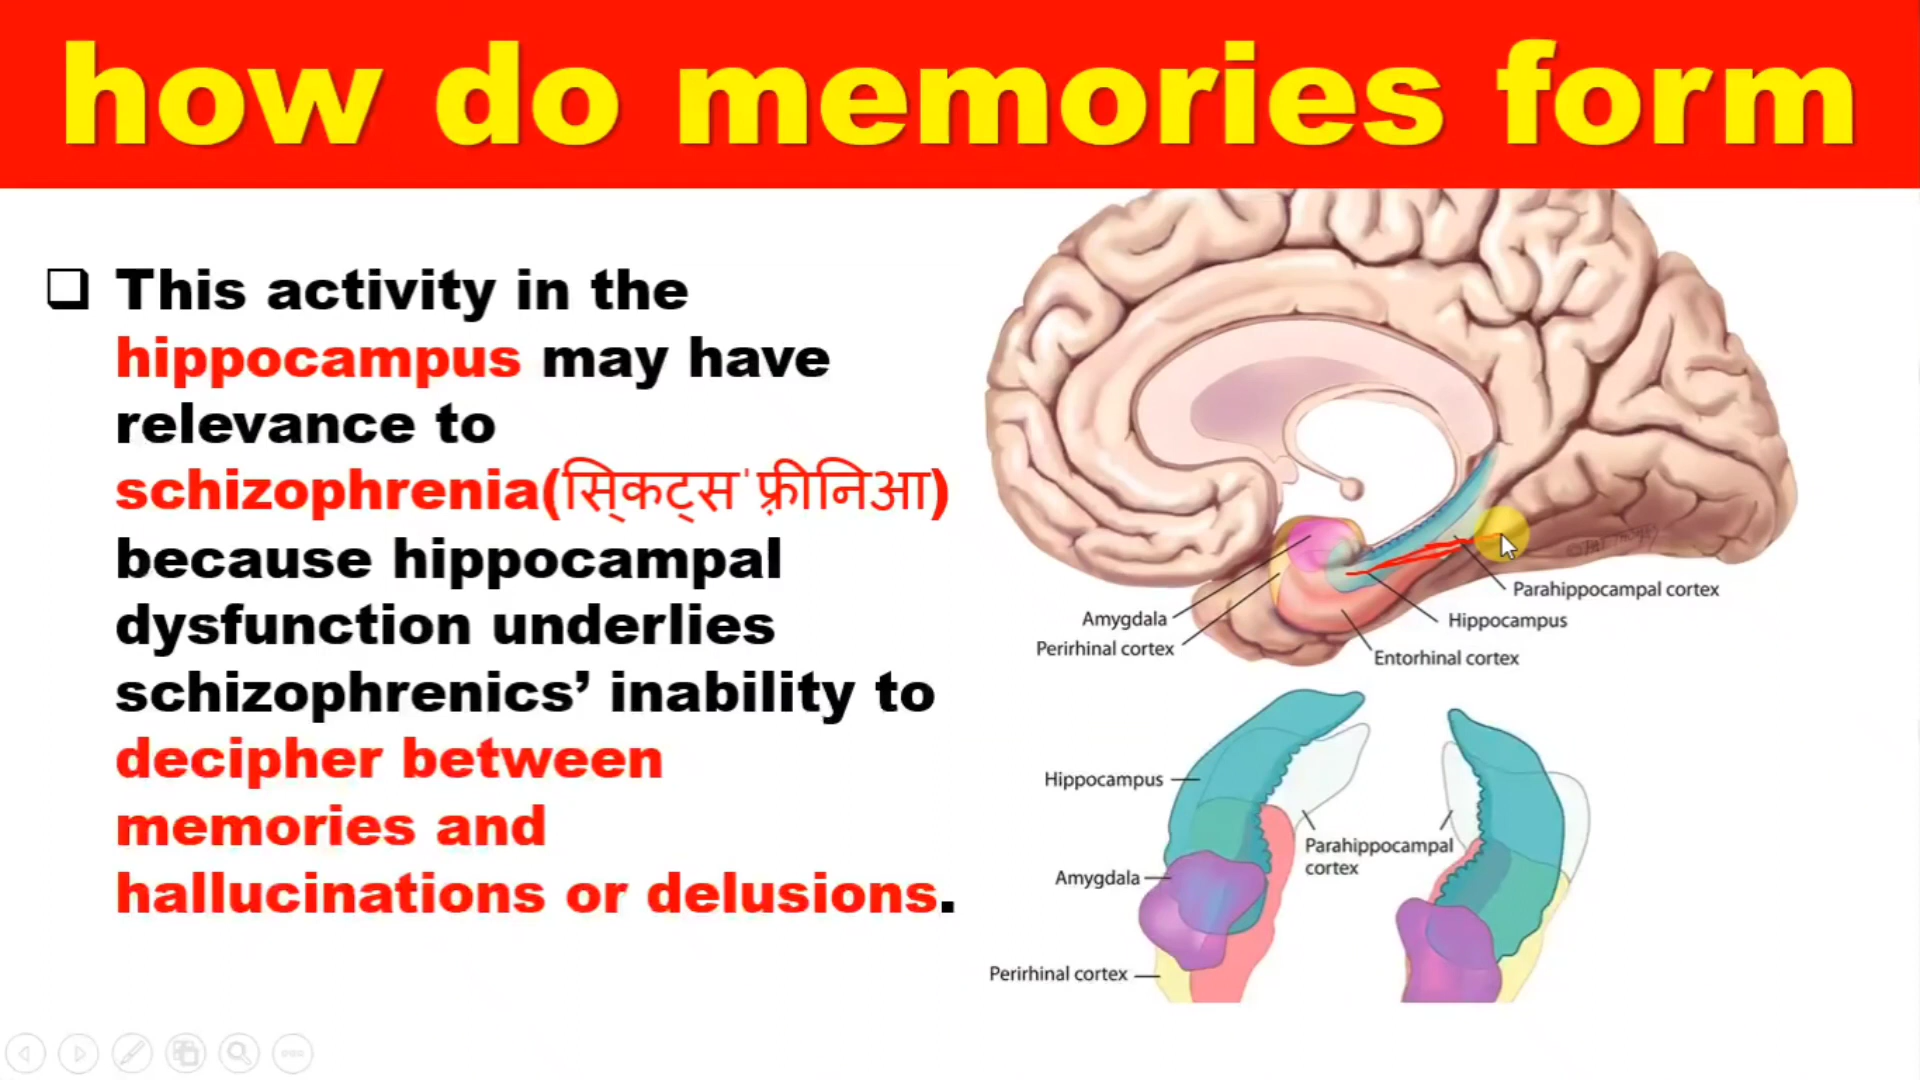 how do memories form
This activity in the
hippocampus may have
relevance to
schizophrenia(स्किट्सˈफ़्रीनिआ)
because hippocampal
dysfunction underlies
schizophrenics’ inability to
decipher between
memories and
hallucinations or delusions.
Parahippocampal cortex
Amygdala
Hippocampus
Perirhinal cortex
Entorhinal cortex
Hippocampus
Parahippocampal
cortex
Amygdala
Perirhinal cortex